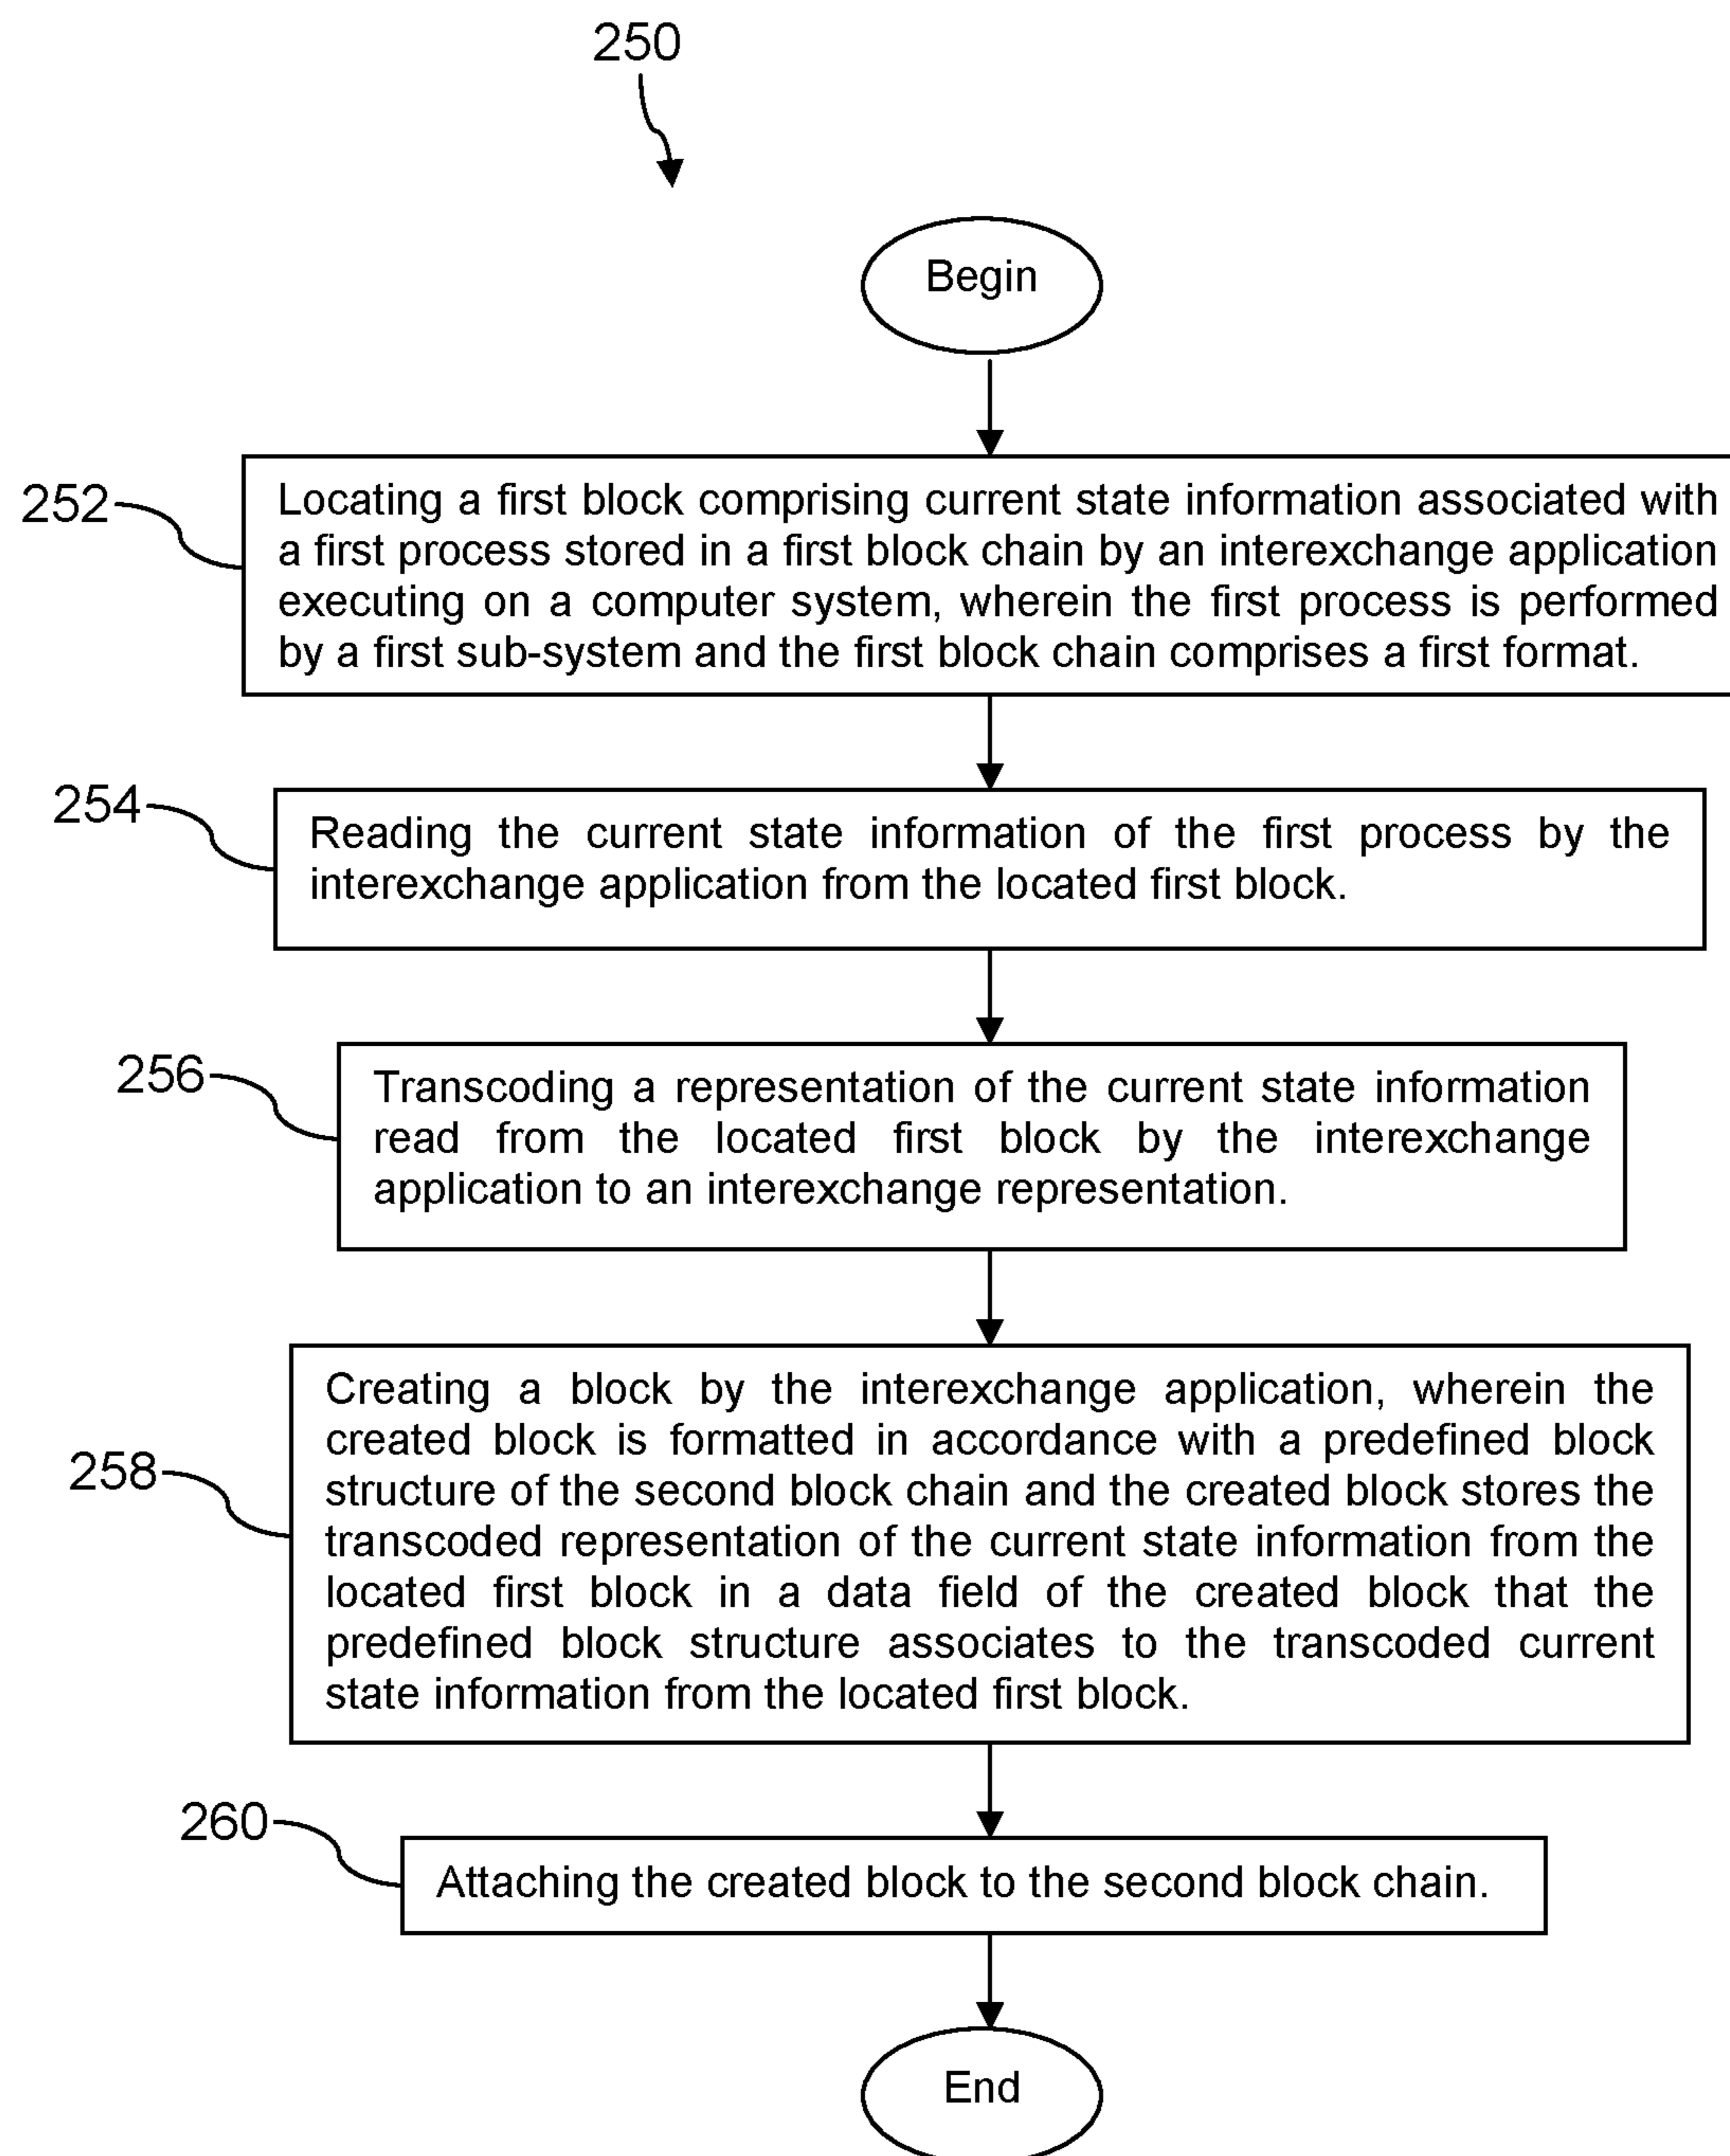 250
Begin
252
Locating a first block comprising current state information associated with
a first process stored in a first block chain by an interexchange application
executing on a computer system, wherein the first process is performed
by a first sub-system and the first block chain comprises a first format.
254
Reading the current state information of the first process by the
interexchange application from the located first block.
256
Transcoding a representation of the current state information
read from the located first block by the interexchange
application to an interexchange representation.
258
Creating a block by the interexchange application, wherein the
created block is formatted in accordance with a predefined block
structure of the second block chain and the created block stores the
transcoded representation of the current state information from the
located first block in a data field of the created block that the
predefined block structure associates to the transcoded current
state information from the located first block.
260
Attaching the created block to the second block chain.
End